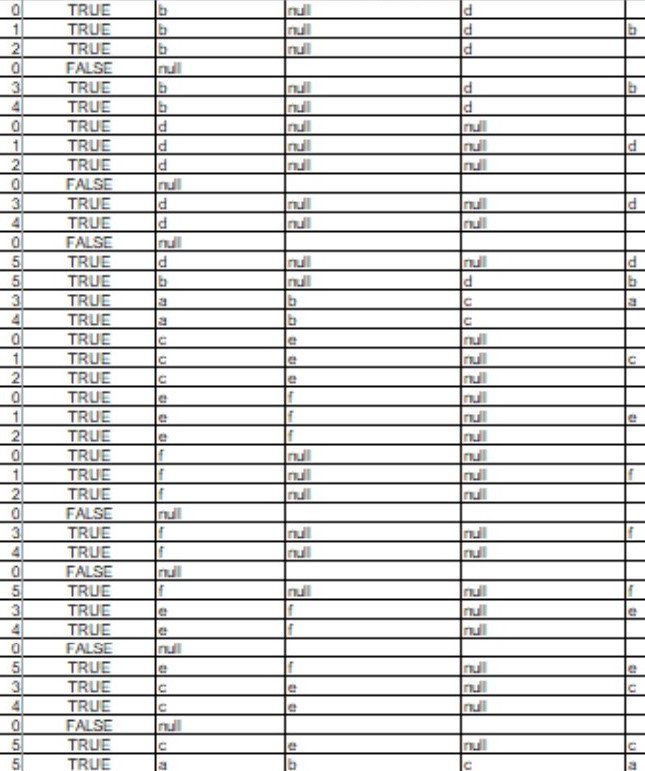 0 TRUE b null d
1 TRUE b null d b
2 TRUE b null d
0 FALSE null
3 TRUE b null d b
4 TRUE b null d
0 TRUE d null null
1 TRUE d null null d
2 TRUE d null null
0 FALSE null
3 TRUE d null null d
4 TRUE d null null
0 FALSE null
5 TRUE d null null d
5 TRUE b null d b
3 TRUE a b c a
4 TRUE a b c
0 TRUE c e null
1 TRUE c e null c
2 TRUE c e null
0 TRUE e f null
1 TRUE e f null e
2 TRUE e f null
0 TRUE f null null
1 TRUE f null null f
2 TRUE f null null
0 FALSE null
3 TRUE f null null f
4 TRUE f null null
0 FALSE null
5 TRUE f null null f
3 TRUE e f null e
4 TRUE e f null
0 FALSE null
5 TRUE e f null e
3 TRUE c e null c
4 TRUE c e null
0 FALSE null
5 TRUE c e null c
5 TRUE a b c a